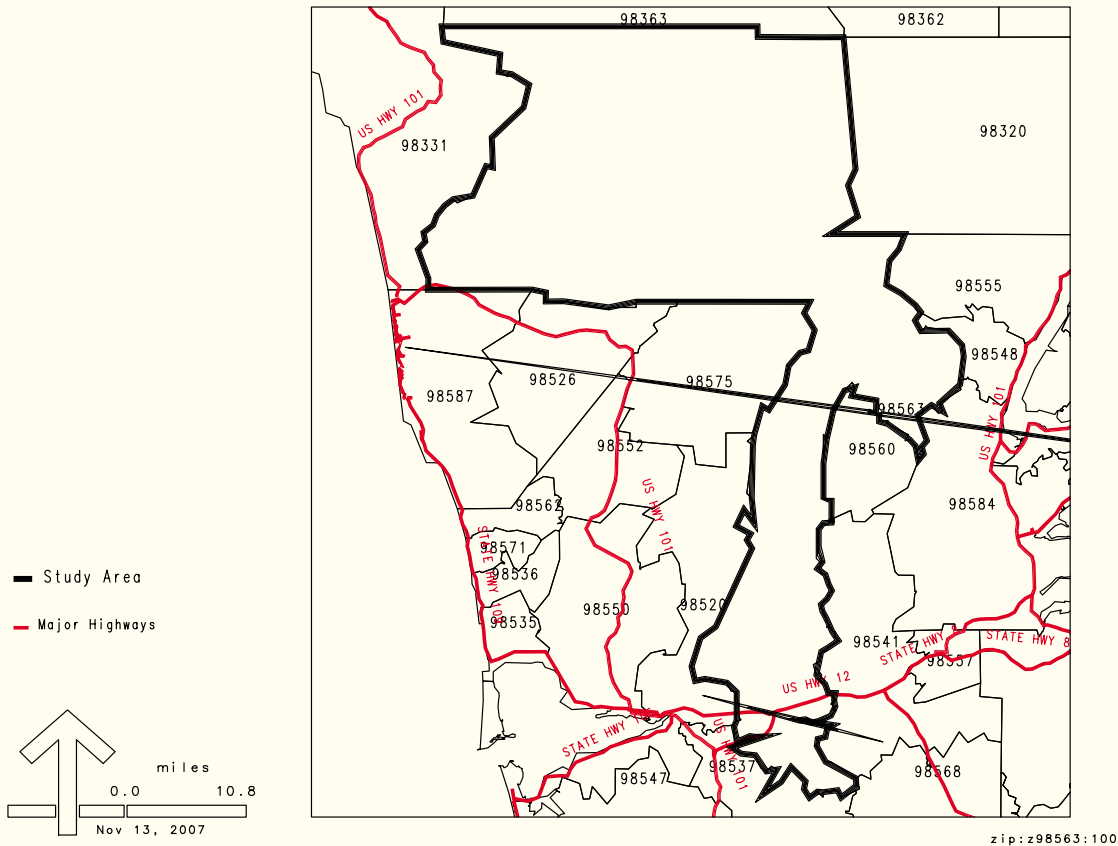 98363
98362
US HWY 101
98331
98320
98555
98548
98526
98575
98587
98563
US HWY 101
98552
98560
98562
US HWY 101
98584
98571
STATE HWY 109
98536
98550
98520
98535
98541
STATE HWY
STATE HWY 8
98557
US HWY 12
STATE HWY 105
US HWY 101
98547
98537
98568
Study Area
Major Highways
miles
0.0 10.8
Nov 13, 2007
zip:z98563:100